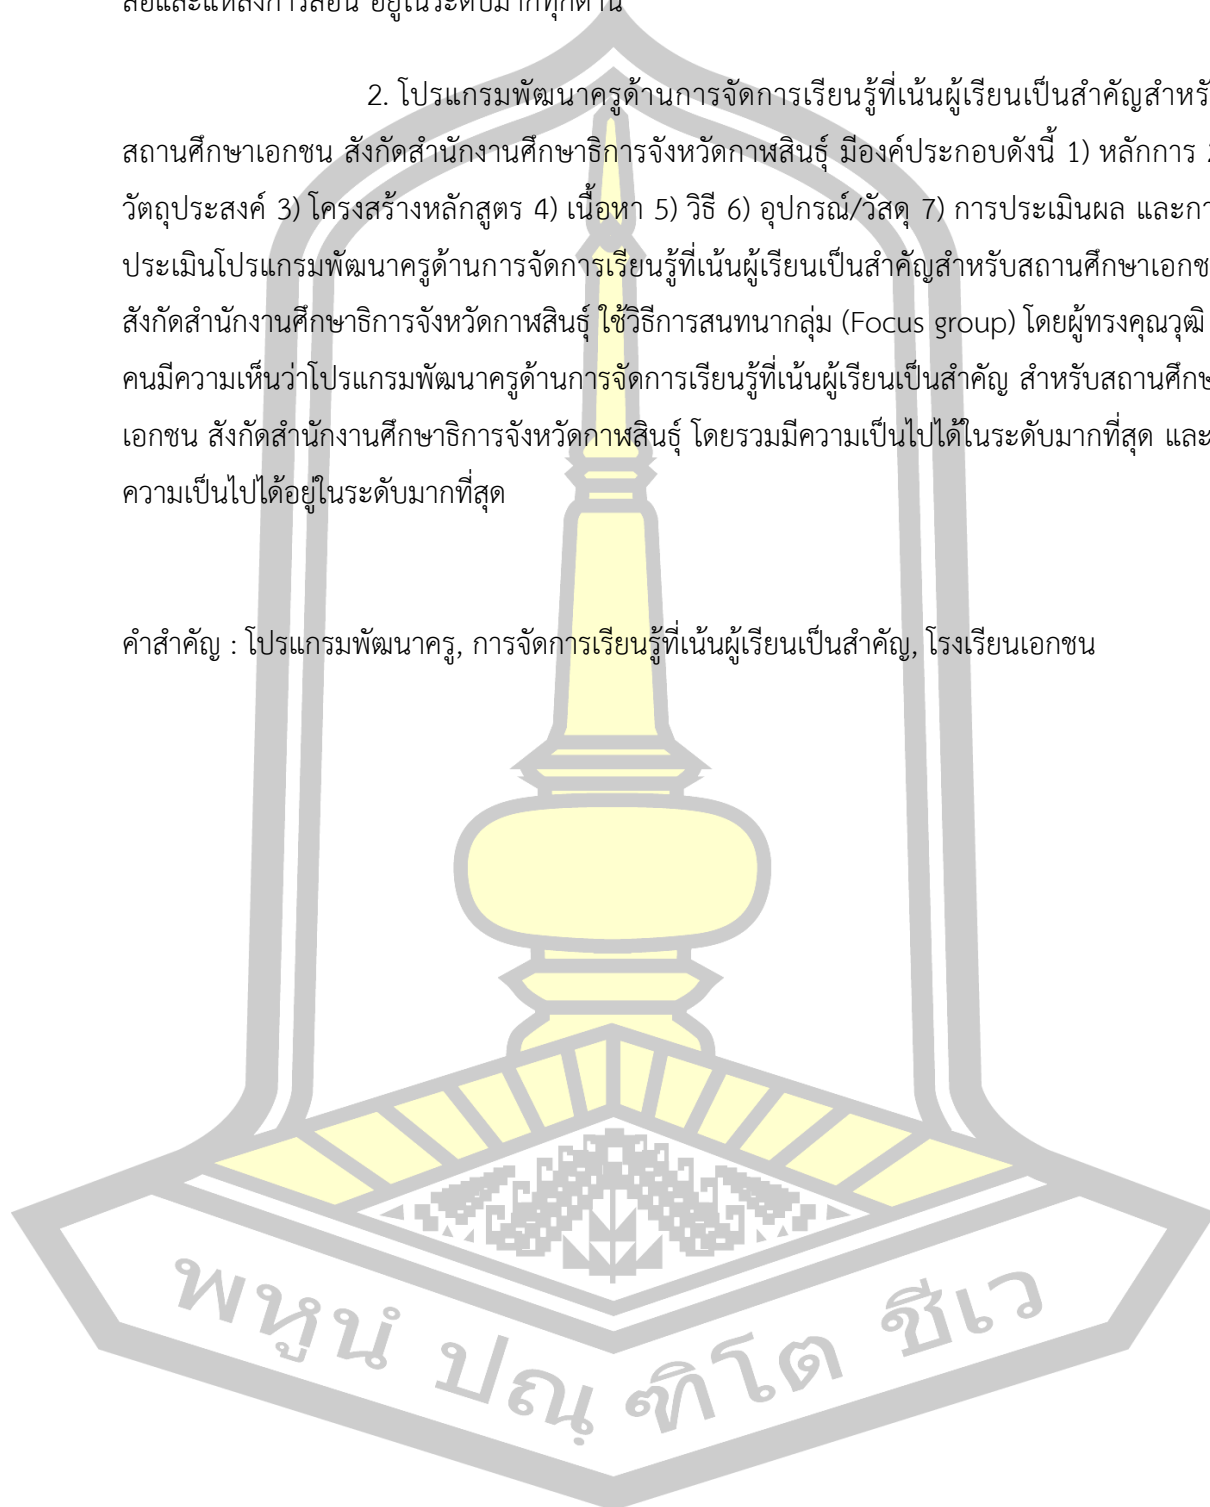 สื่อและแหล่งการสอน อยู่ในระดับมากทุกด้าน
2. โปรแกรมพัฒนาครูด้านการจัดการเรียนรู้ที่เน้นผู้เรียนเป็นสำคัญสำหรั
สถานศึกษาเอกชน สังกัดสำนักงานศึกษาธิการจังหวัดกาฬสินธุ์ มีองค์ประกอบดังนี้ 1) หลักการ
วัตถุประสงค์ 3) โครงสร้างหลักสูตร 4) เนื้อหา 5) วิธี 6) อุปกรณ์/วัสดุ 7) การประเมินผล และกา
ประเมินโปรแกรมพัฒนาครูด้านการจัดการเรียนรู้ที่เน้นผู้เรียนเป็นสำคัญสำหรับสถานศึกษาเอกช
สังกัดสำนักงานศึกษาธิการจังหวัดกาฬสินธุ์ ใช้วิธีการสนทนากลุ่ม (Focus group) โดยผู้ทรงคุณวุฒิ
คนมีความเห็นว่าโปรแกรมพัฒนาครูด้านการจัดการเรียนรู้ที่เน้นผู้เรียนเป็นสำคัญ สำหรับสถานศึกษ
เอกชน สังกัดสำนักงานศึกษาธิการจังหวัดกาฬสินธุ์ โดยรวมมีความเป็นไปได้ในระดับมากที่สุด และ
ความเป็นไปได้อยู่ในระดับมากที่สุด
คำสำคัญ : โปรแกรมพัฒนาครู, การจัดการเรียนรู้ที่เน้นผู้เรียนเป็นสำคัญ, โรงเรียนเอกชน
พหูนํ ปณฺฑิโต ชีเว